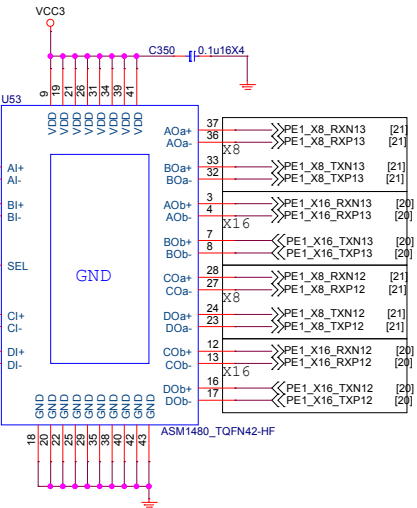 VCC3
C350
0.1u16X4
U53
9
19
21
26
31
34
39
41
VDD
VDD
VDD
VDD
VDD
VDD
VDD
VDD
AI+
AI-
BI+
BI-
SEL
CI+
CI-
DI+
DI-
GND
AOa+ 37 PE1_X8_RXN13 [21]
AOa- 36 PE1_X8_RXP13 [21]
X8
BOa+ 33 PE1_X8_TXN13 [21]
BOa- 32 PE1_X8_TXP13 [21]
AOb+ 3 PE1_X16_RXN13 [20]
AOb- 4 PE1_X16_RXP13 [20]
X16
BOb+ 7 PE1_X16_TXN13 [20]
BOb- 8 PE1_X16_TXP13 [20]
COa+ 28 PE1_X8_RXN12 [21]
COa- 27 PE1_X8_RXP12 [21]
X8
DOa+ 24 PE1_X8_TXN12 [21]
DOa- 23 PE1_X8_TXP12 [21]
COb+ 12 PE1_X16_RXN12 [20]
COb- 13 PE1_X16_RXP12 [20]
X16
DOb+ 16 PE1_X16_TXN12 [20]
DOb- 17 PE1_X16_TXP12 [20]
GND
GND
GND
GND
GND
GND
GND
GND
GND
18
20
22
25
29
35
38
40
42
43
ASM1480_TQFN42-HF